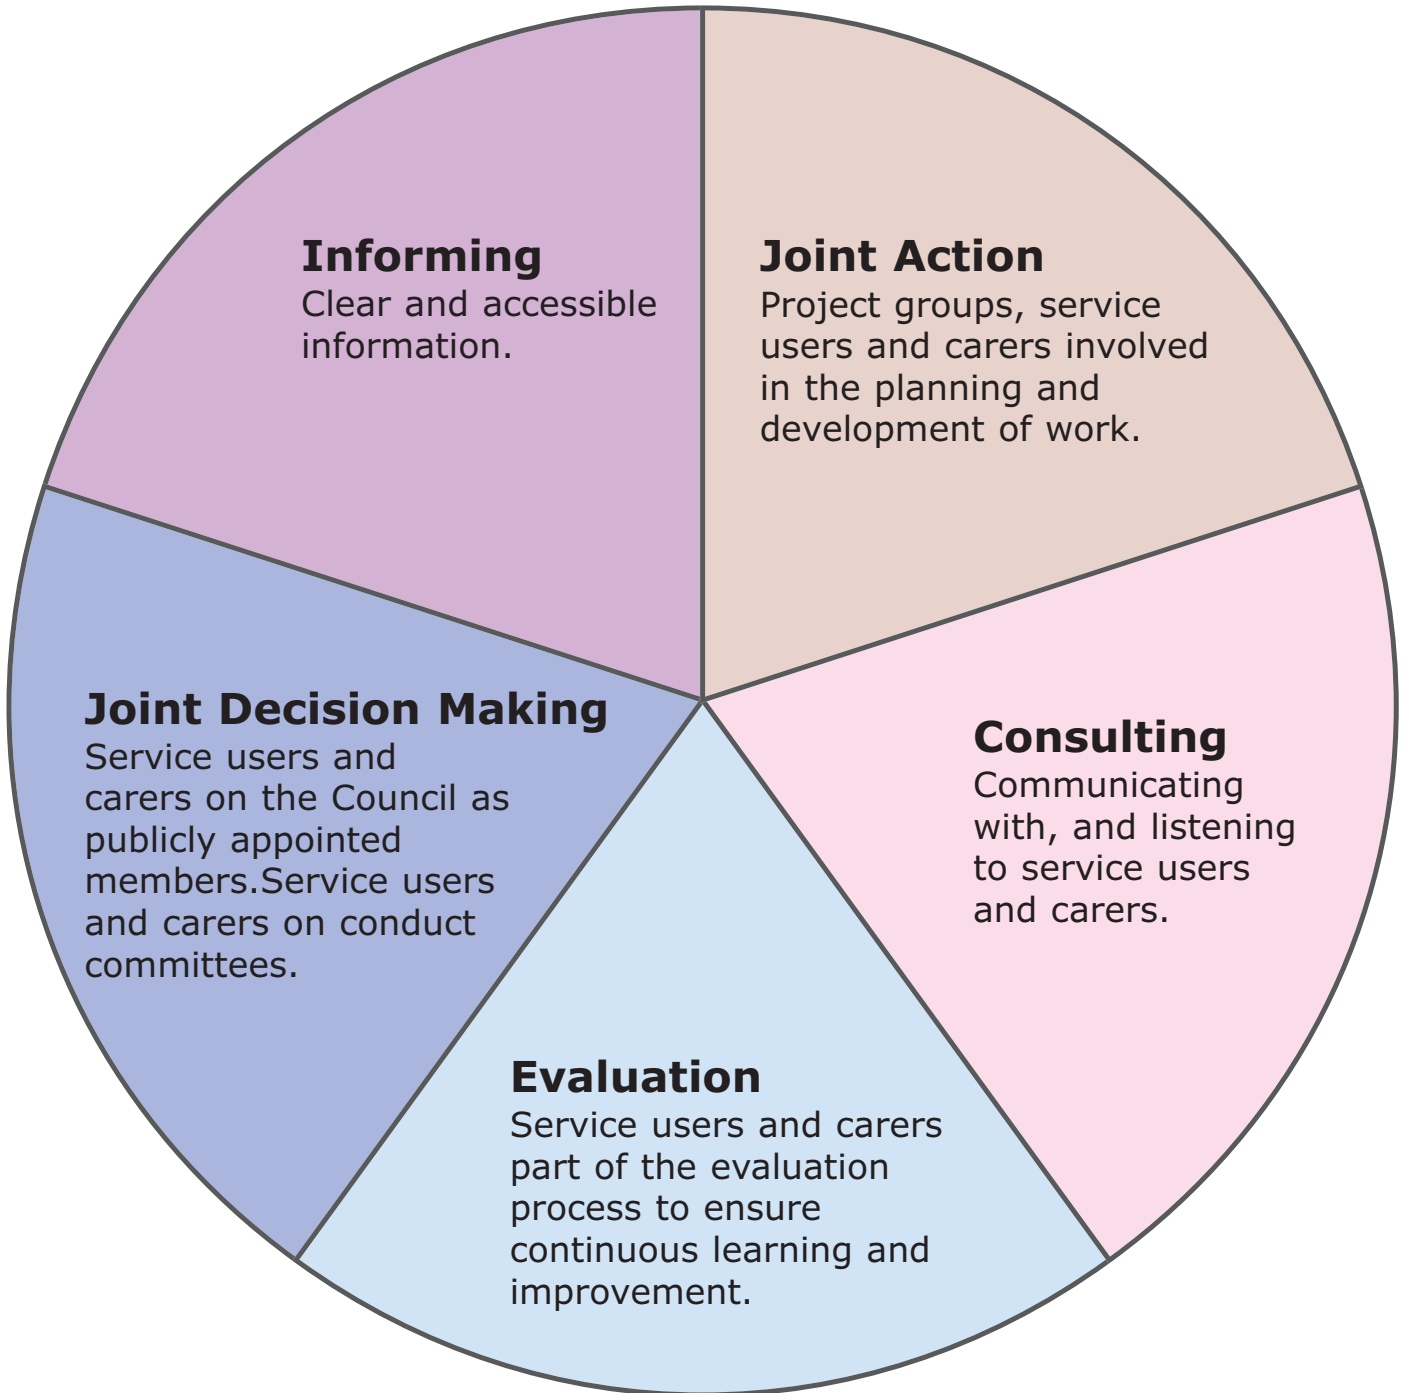 Informing
Clear and accessible
information.
Joint Action
Project groups, service
users and carers involved
in the planning and
development of work.
Joint Decision Making
Service users and
carers on the Council as
publicly appointed
members.Service users
and carers on conduct
committees.
Consulting
Communicating
with, and listening
to service users
and carers.
Evaluation
Service users and carers
part of the evaluation
process to ensure
continuous learning and
improvement.